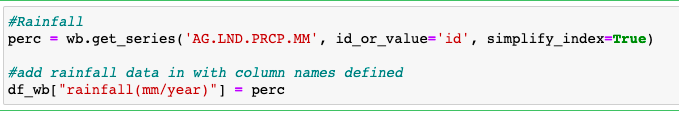 #Rainfall
perc = wb.get_series('AG.LND.PRCP.MM', id_or_value='id', simplify_index=True)
#add rainfall data in with column names defined
df_wb["rainfall(mm/year)"] = perc